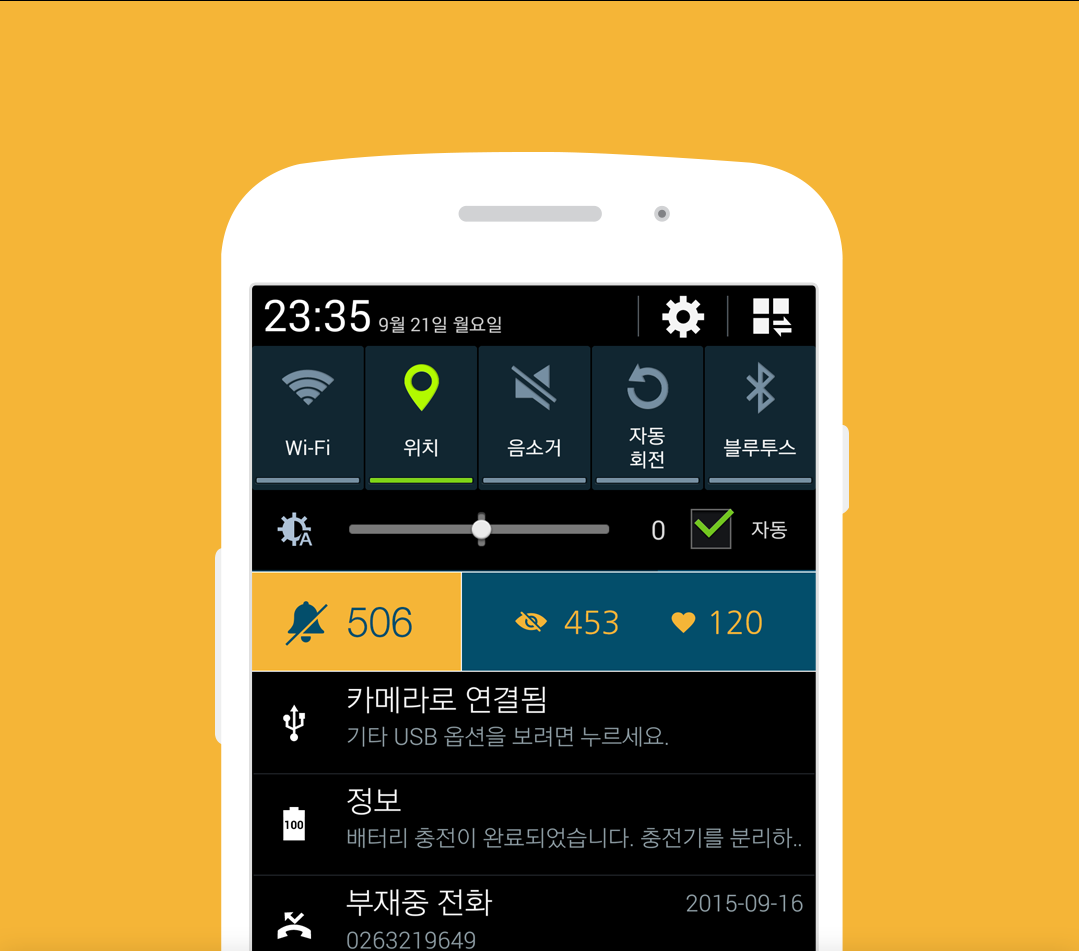 23:35 9월 21일 월요일
Wi-Fi 위치 음소거 자동 블루투스
회전
A 0 자동
506 453 120
카메라로 연결됨
기타 USB 옵션을 보려면 누르세요.
정보
100
배터리 충전이 완료되었습니다. 충전기를 분리하..
부재중 전화 2015-09-16
0263219649